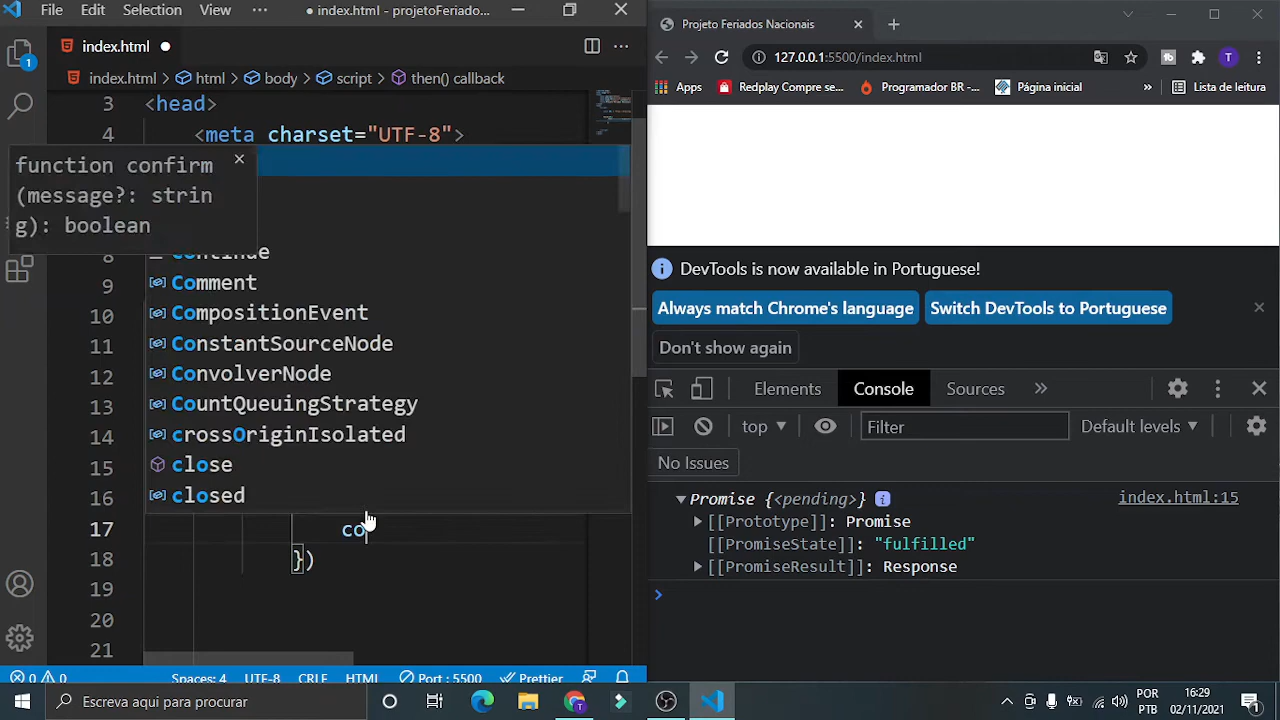 File Edit Selection View ··· ● index.html - projetoFeriado...
index.html ●
index.html > html > body > script > then() callback
3 <head>
4 <meta charset="UTF-8">
function confirm
(message?: strin
g): boolean
8 continue
9 Comment
10 CompositionEvent
11 ConstantSourceNode
12 ConvolverNode
13 CountQueuingStrategy
14 crossOriginIsolated
15 close
16 closed
17 co
18 })
19
20
21
1
0 0 Spaces: 4 UTF-8 CRLF HTML Port : 5500 Prettier
Projeto Feriados Nacionais
127.0.0.1:5500/index.html
T
Apps Redplay Compre se... Programador BR -... Página inicial » Lista de leitura
DevTools is now available in Portuguese!
Always match Chrome's language Switch DevTools to Portuguese
Don't show again
Elements Console Sources »
top ▼ Filter Default levels ▼
No Issues
Promise {<pending>} i index.html:15
[[Prototype]]: Promise
[[PromiseState]]: "fulfilled"
[[PromiseResult]]: Response
Escreva aqui para procurar
POR
PTB
16:29
02/11/2021
1